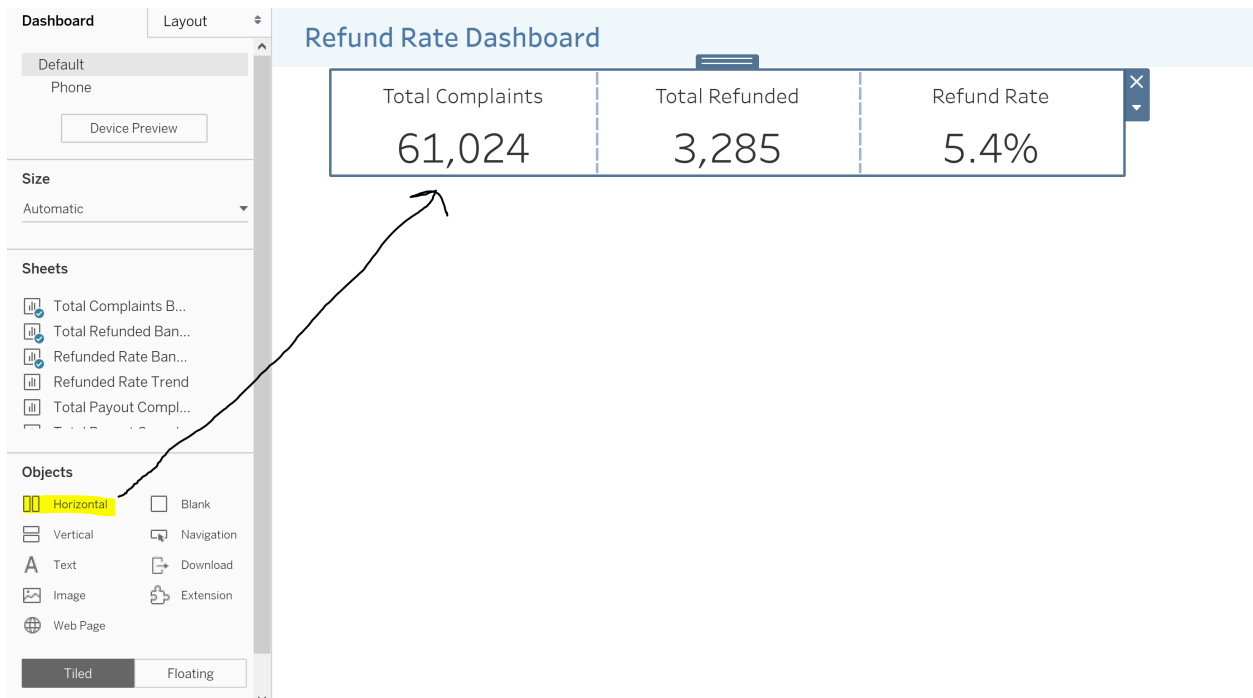 Dashboard Layout
Refund Rate Dashboard
Default
Phone
Device Preview
Total Complaints Total Refunded Refund Rate
61,024 3,285 5.4%
Size
Automatic
Sheets
Total Complaints B...
Total Refunded Ban...
Refunded Rate Ban...
Refunded Rate Trend
Total Payout Compl...
Objects
Horizontal Blank
Vertical Navigation
Text Download
Image Extension
Web Page
Tiled Floating